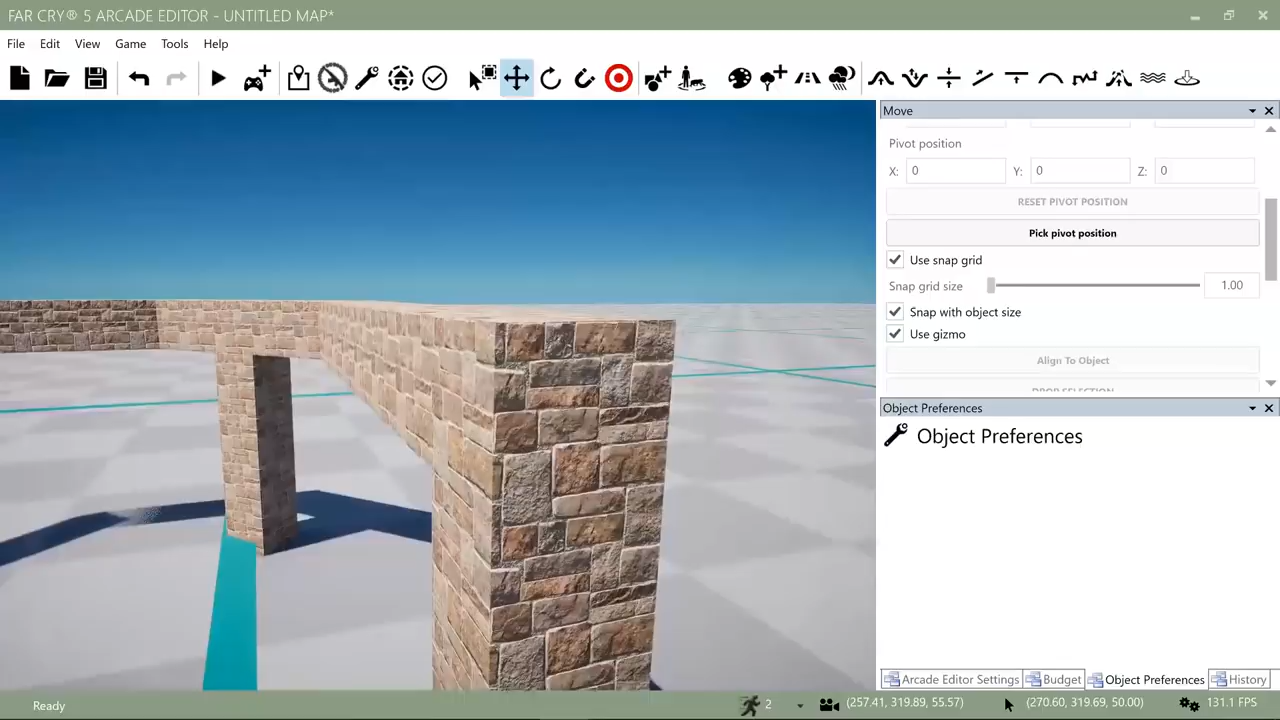 FAR CRY® 5 ARCADE EDITOR - UNTITLED MAP*
File Edit View Game Tools Help
Move
Pivot position
X: 0 Y: 0 Z: 0
RESET PIVOT POSITION
Pick pivot position
Use snap grid
Snap grid size 1.00
Snap with object size
Use gizmo
Align To Object
DROP SELECTION
Object Preferences
Object Preferences
Arcade Editor Settings Budget Object Preferences History
Ready 2 (257.41, 319.89, 55.57) (270.60, 319.69, 50.00) 131.1 FPS